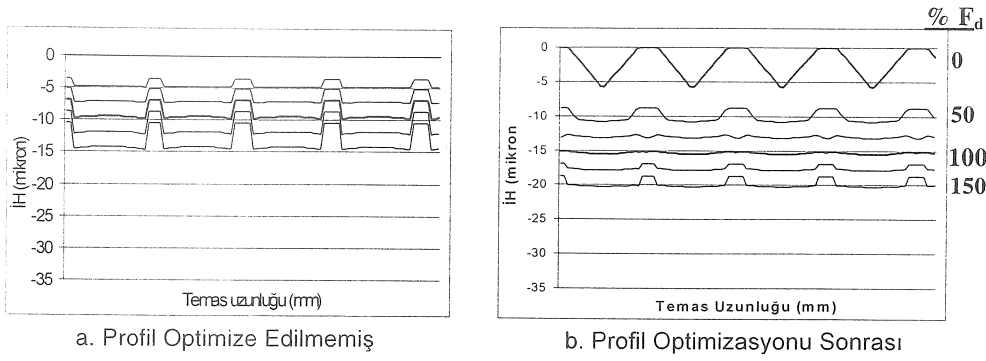 % Fd
0
-5
-10
-15
-20
-25
-30
-35
İH (mikron)
Temas uzunluğu (mm)
a. Profil Optimize Edilmemiş
0
-5
-10
-15
-20
-25
-30
-35
İH (mikron
Temas Uzunluğu (mm)
0
50
100
150
b. Profil Optimizasyonu Sonrası